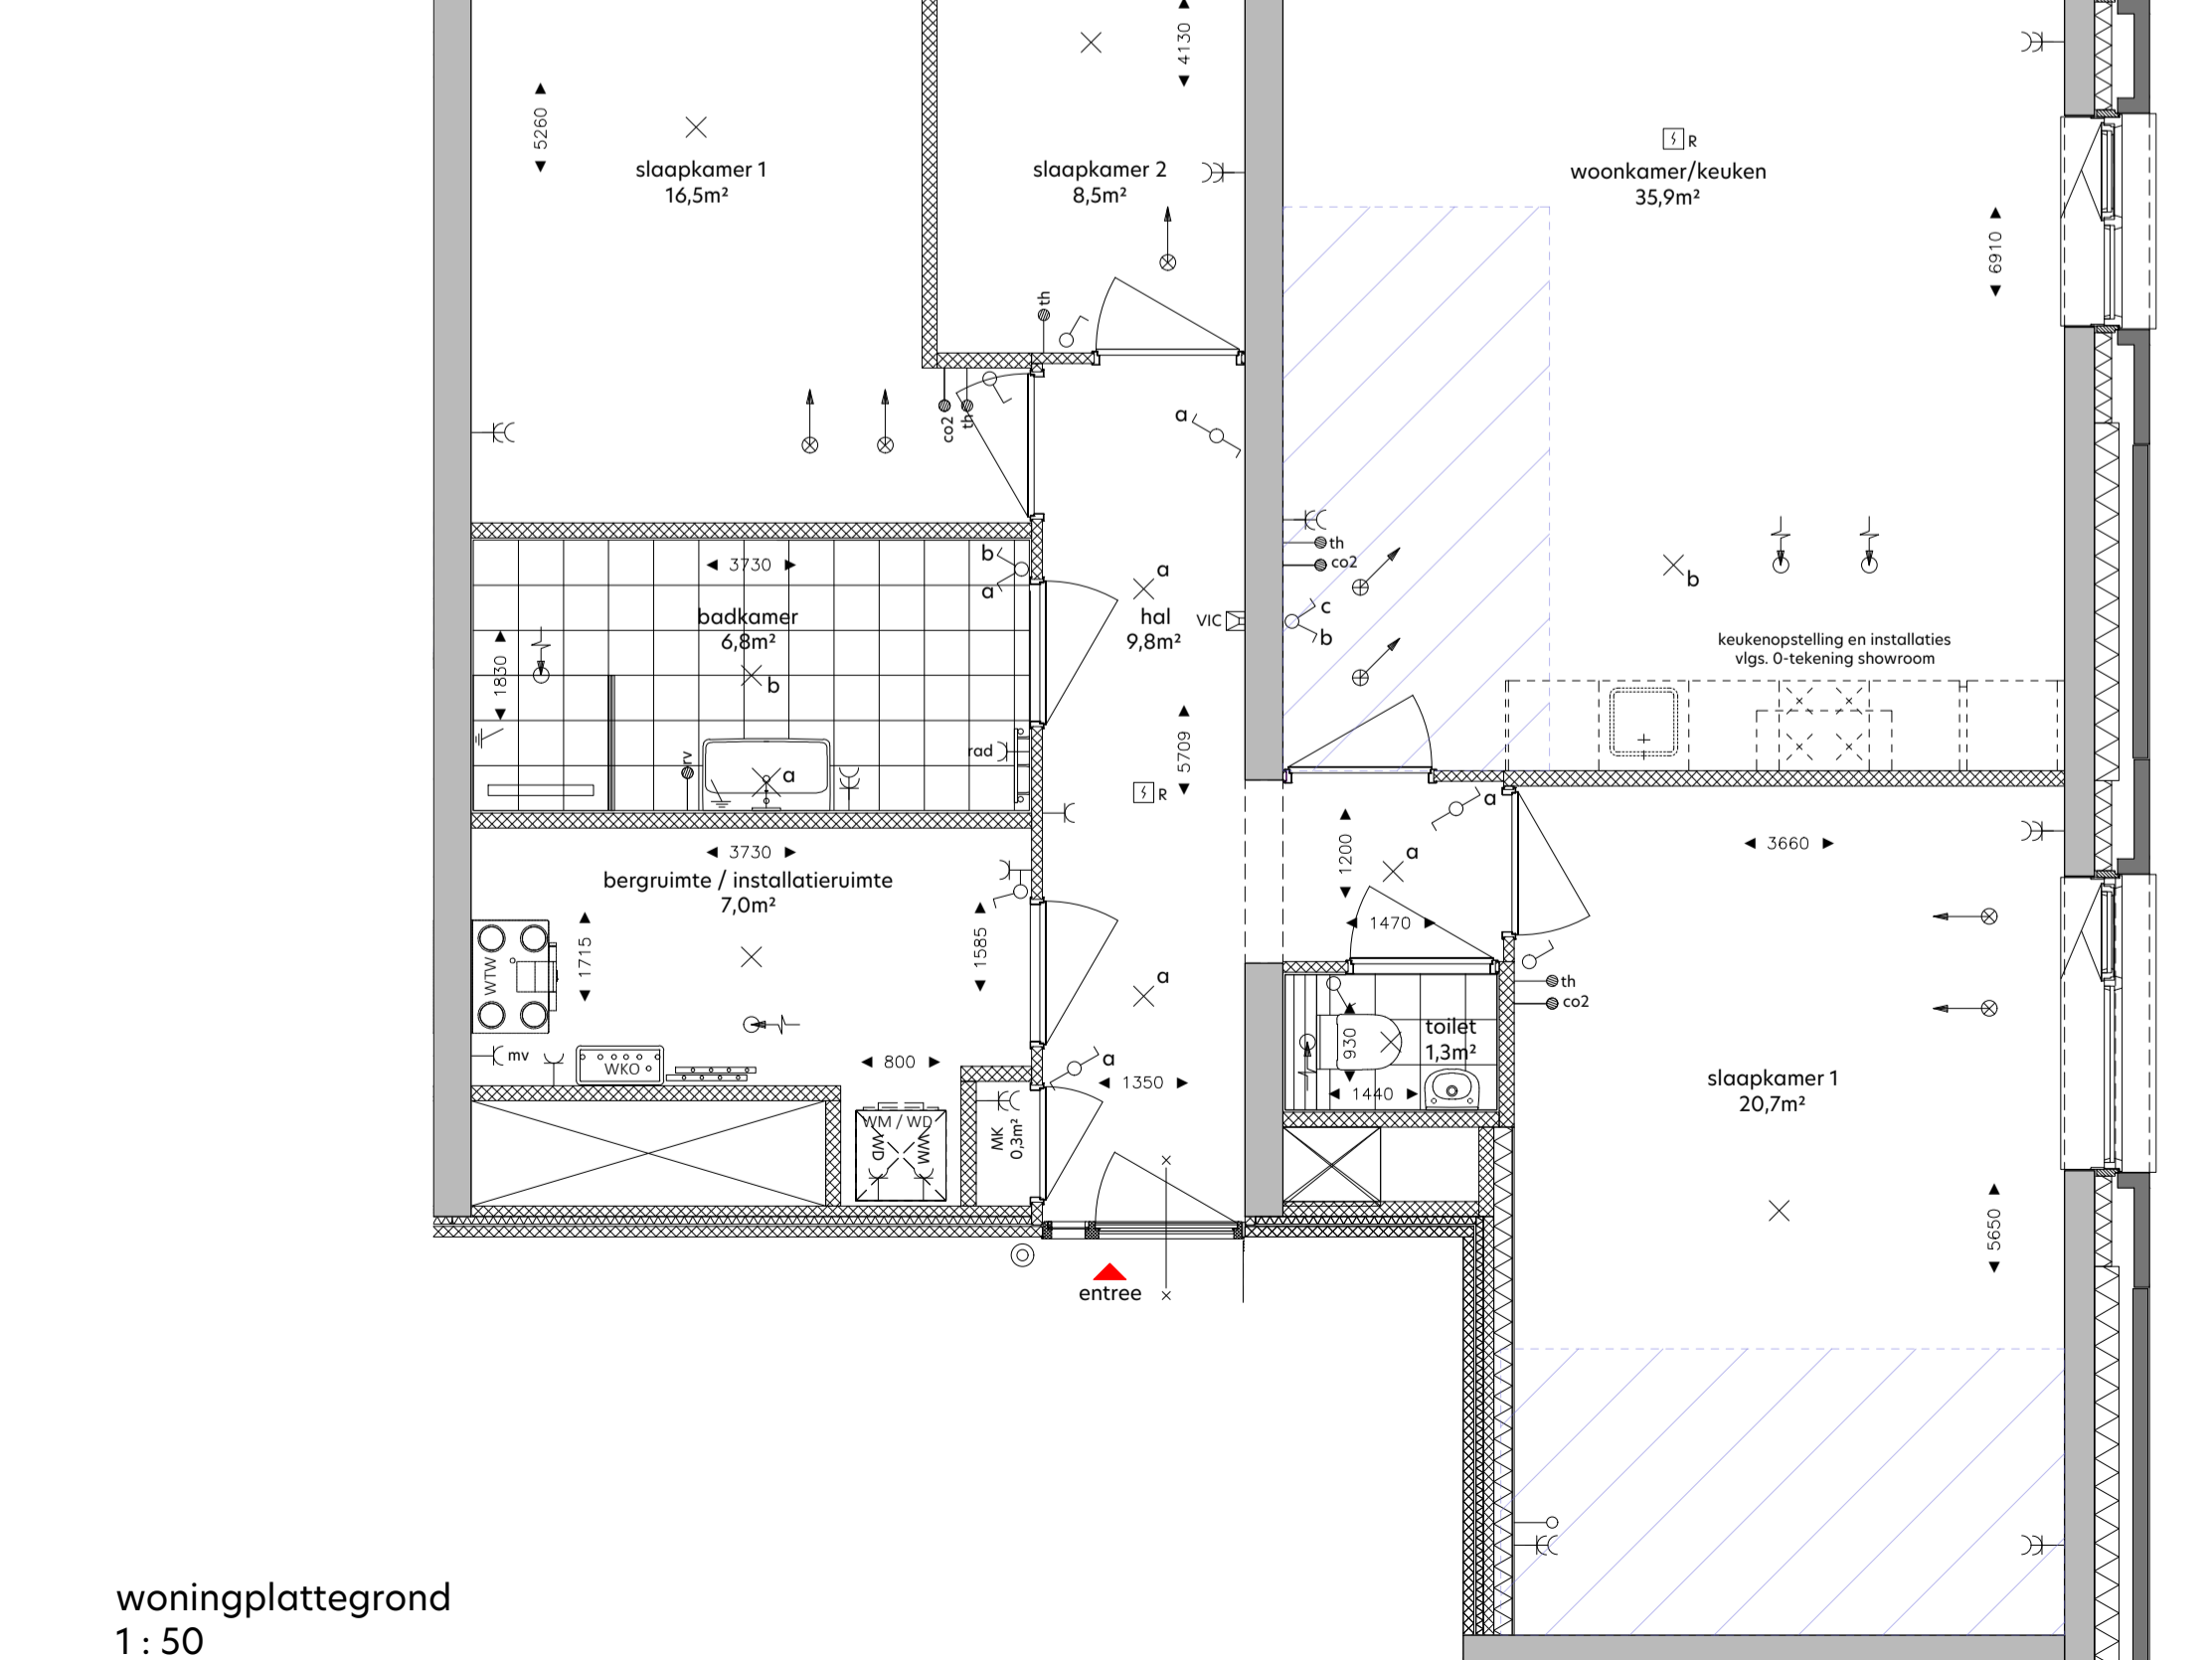 4130
5260
R
slaapkamer 1
16,5m²
slaapkamer 2
8,5m²
woonkamer/keuken
35,9m²
6910
th
co2
th
a
b
a
3730
badkamer
6,8m²
b
1830
rv
a
rad
a
hal
9,8m²
VIC
5709
R
th
co2
c
b
b
keukenopstelling en installaties
vlgs. 0-tekening showroom
a
1200
a
1470
3660
3730
bergruimte / installatieruimte
7,0m²
1715
1585
WTW
mv
WKO
800
WM / WD
WD
WM
MK
0,3m²
a
a
1350
930
toilet
1,3m²
1440
th
co2
slaapkamer 1
20,7m²
5650
entree
woningplattegrond
1 : 50